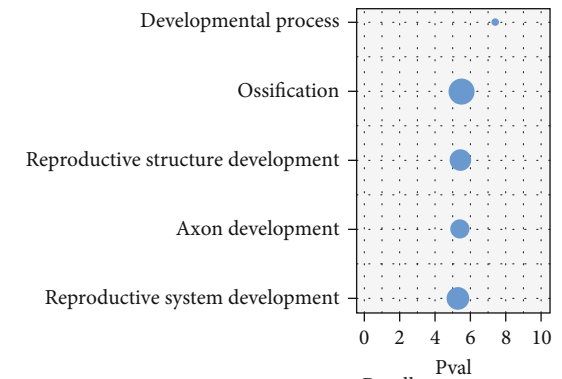 Developmental process
Ossification
Reproductive structure development
Axon development
Reproductive system development
0 2 4 6 8 10
Pval